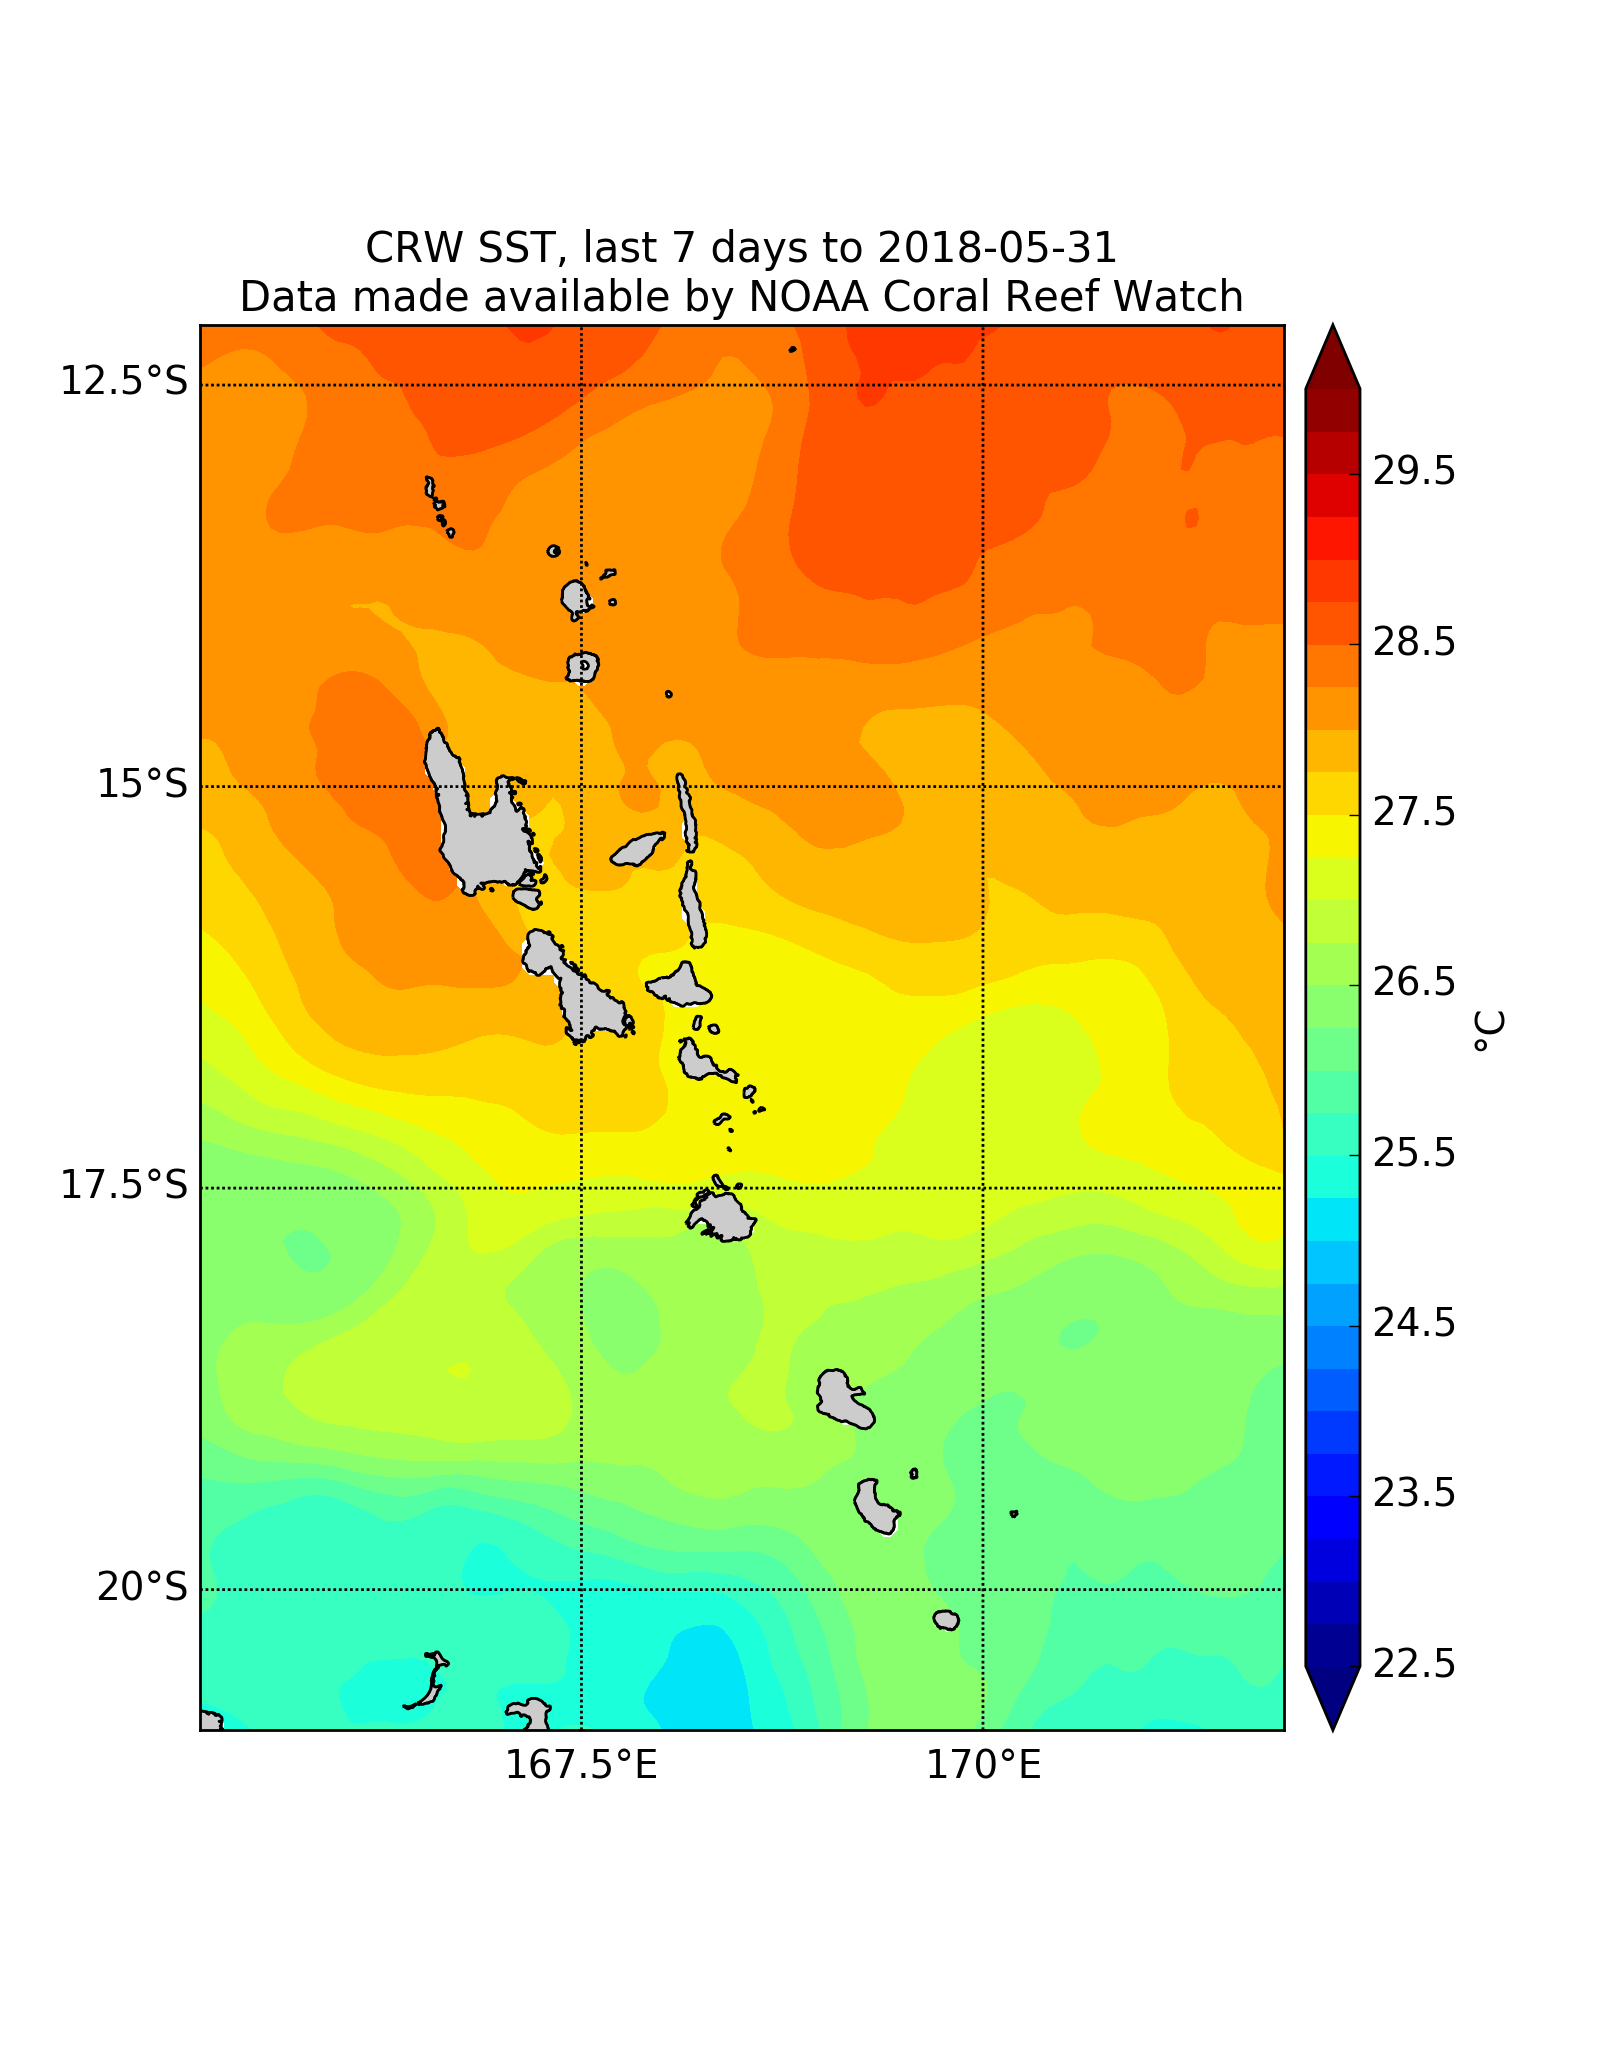 CRW SST, last 7 days to 2018-05-31
Data made available by NOAA Coral Reef Watch
12.5°S
15°S
17.5°S
20°S
167.5°E
170°E
29.5
28.5
27.5
26.5
25.5
24.5
23.5
22.5
°C